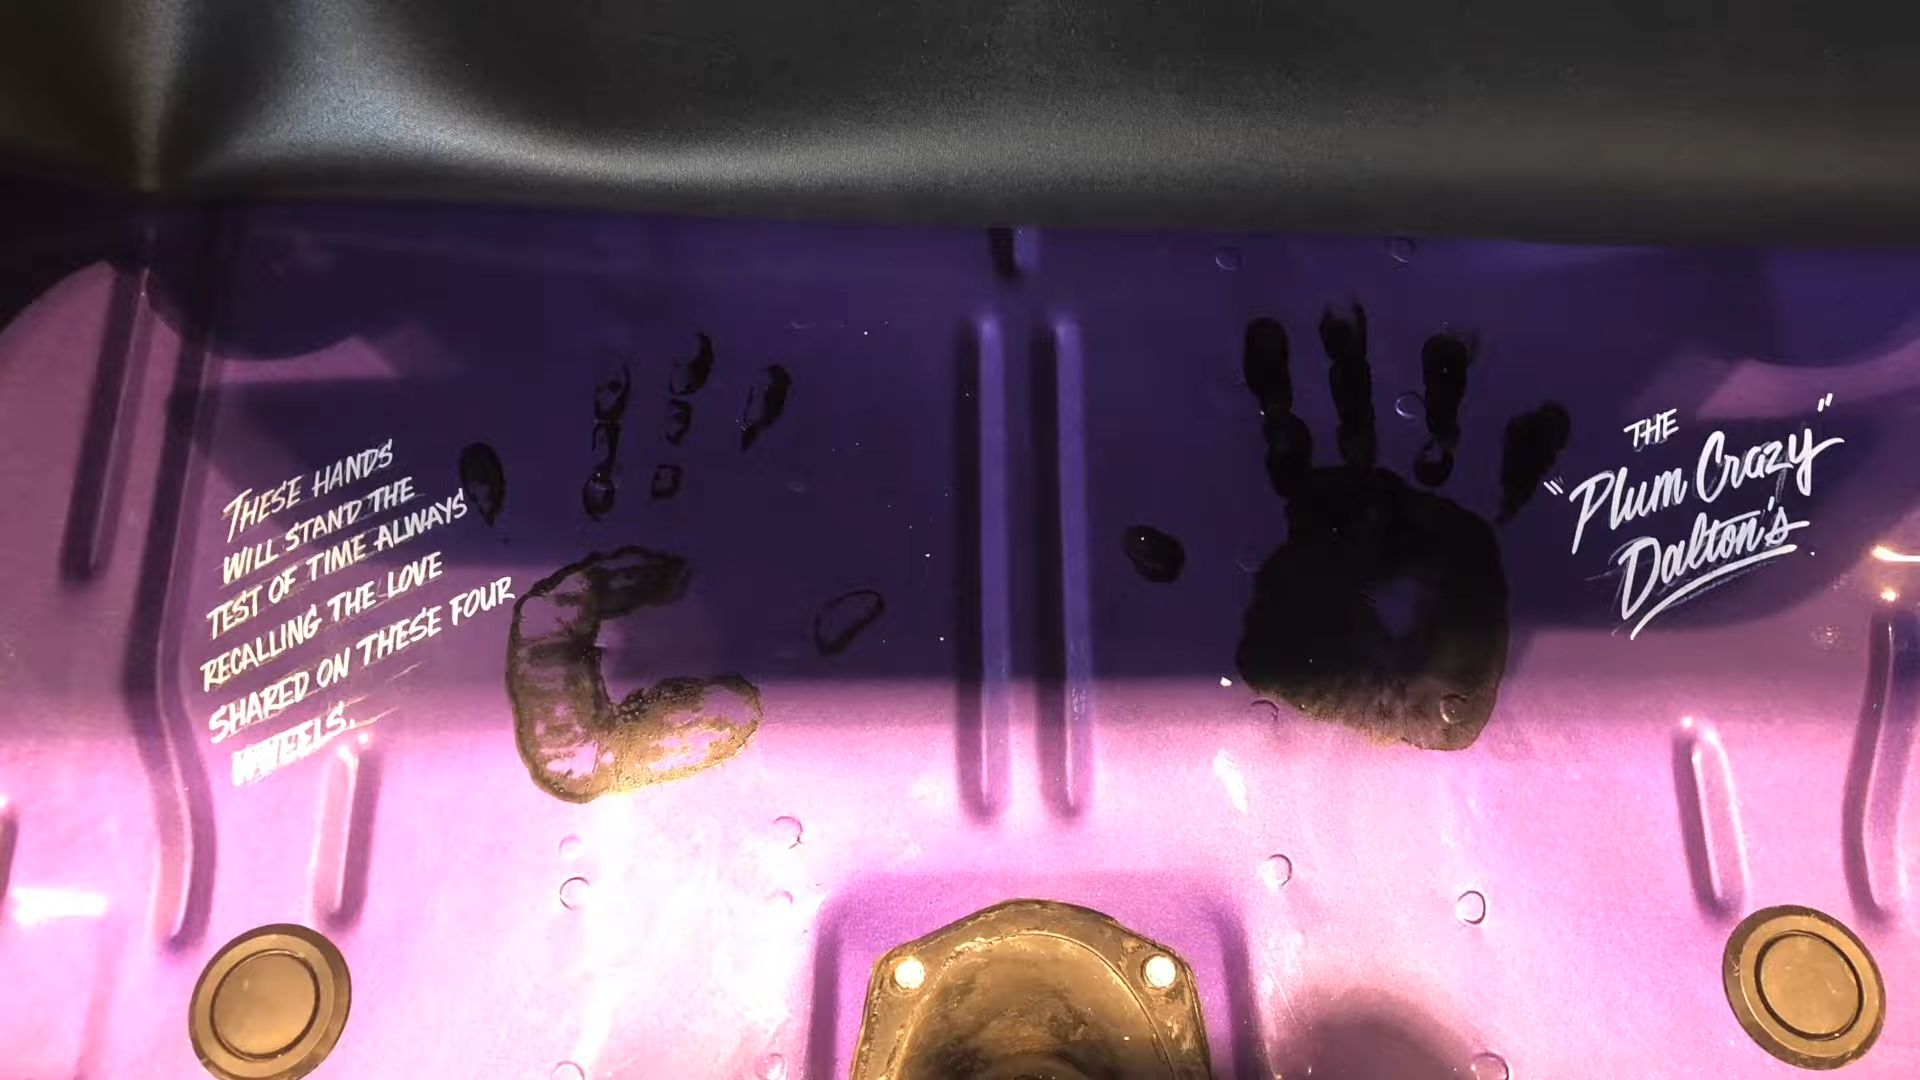 THESE HANDS
WILL STAND THE
TEST OF TIME ALWAYS
RECALLING THE LOVE
SHARED ON THESE FOUR
WHEELS.
THE
"Plum Crazy"
Dalton's